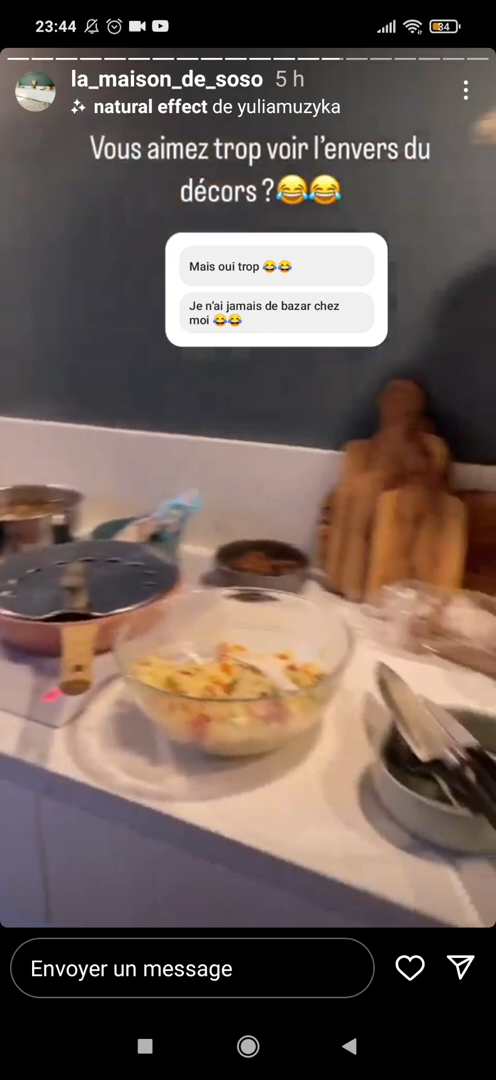 23:44
34
la_maison_de_soso 5 h
natural effect de yuliamuzyka
Vous aimez trop voir l'envers du
décors ?😂😂
Mais oui trop 😂😂
Je n'ai jamais de bazar chez
moi 😂😂
Envoyer un message